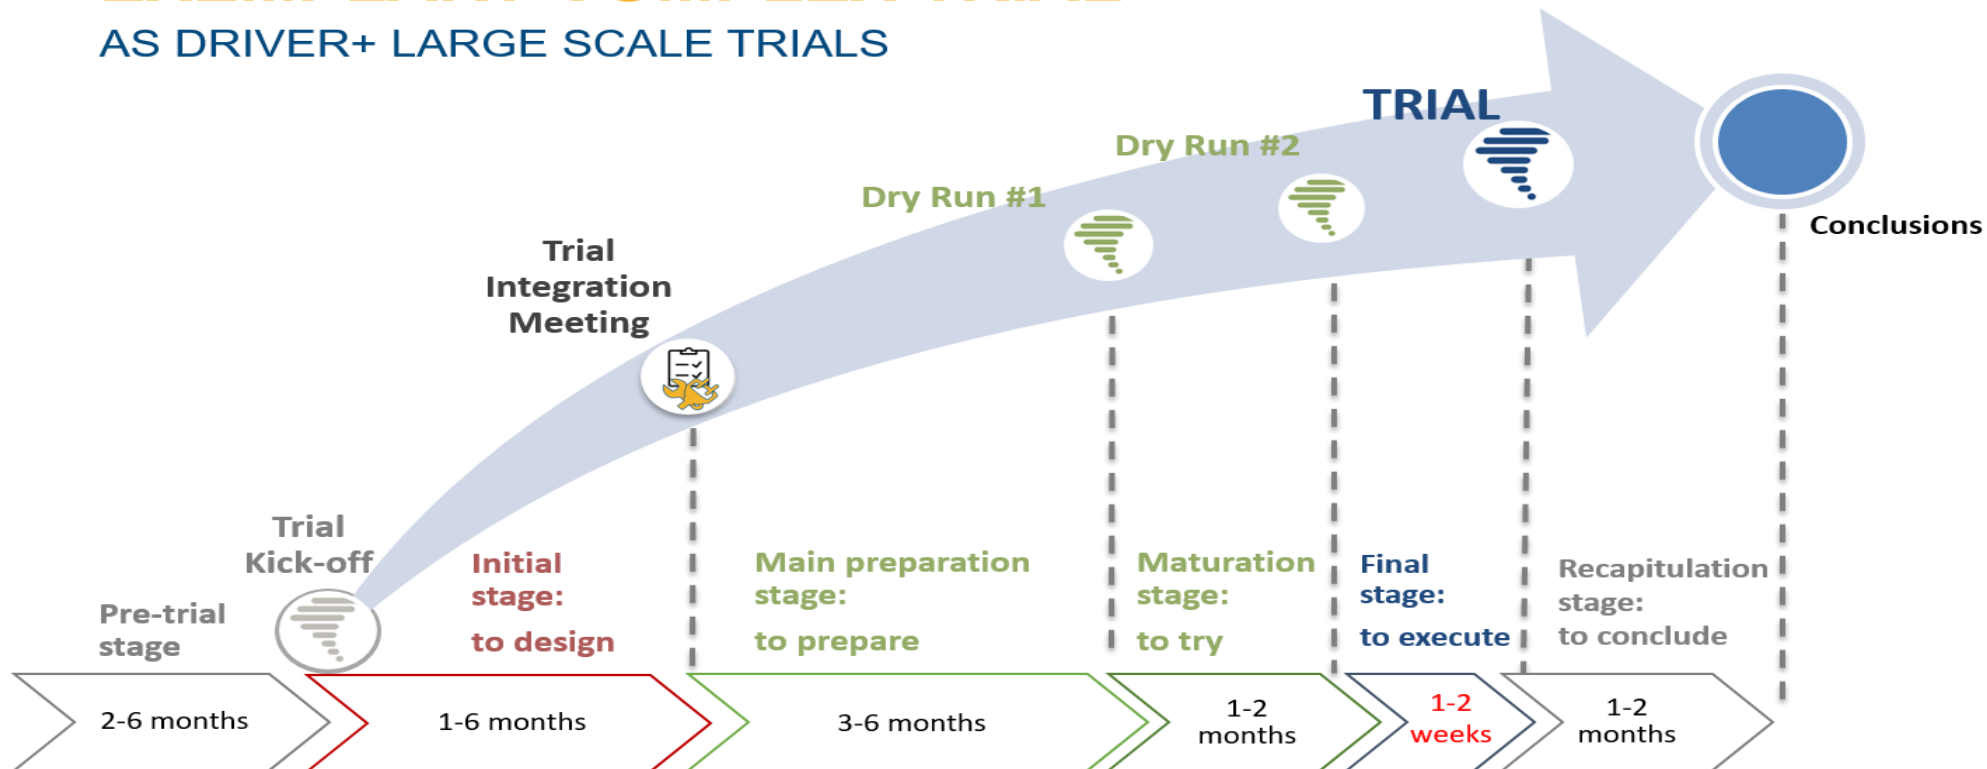 AS DRIVER+ LARGE SCALE TRIALS
TRIAL
Dry Run #2
Dry Run #1
Conclusions
Trial
Integration
Meeting
Trial
Kick-off
Pre-trial
stage
Initial
stage:
to design
Main preparation
stage:
to prepare
Maturation
stage:
to try
Final
stage:
to execute
Recapitulation
stage:
to conclude
2-6 months
1-6 months
3-6 months
1-2
months
1-2
weeks
1-2
months